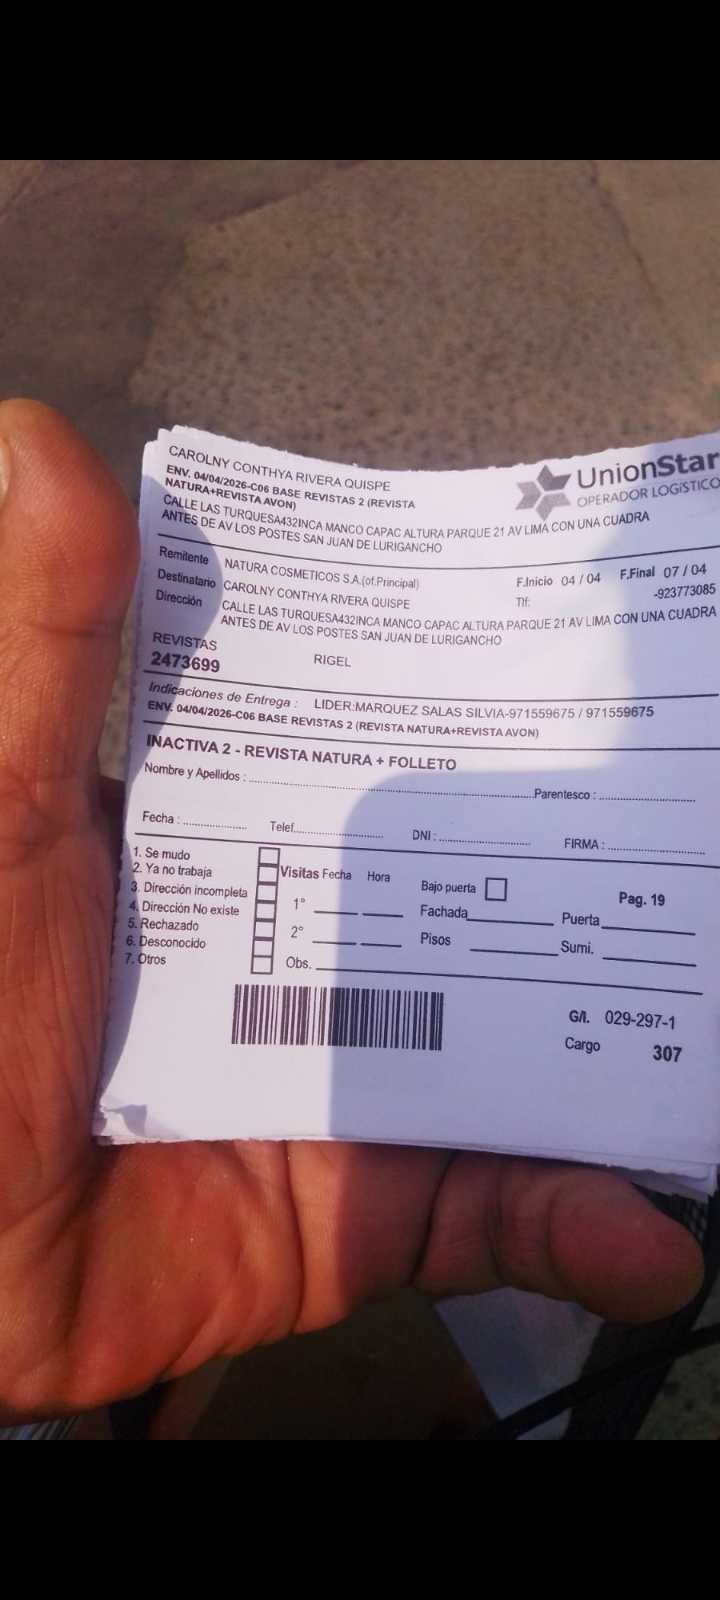 CAROLNY CONTHYA RIVERA QUISPE
ENV. 04/04/2026-C06 BASE REVISTAS 2 (REVISTA
NATURA+REVISTA AVON)
CALLE LAS TURQUESA432INCA MANCO CAPAC ALTURA PARQUE 21 AV LIMA CON UNA CUADRA
ANTES DE AV LOS POSTES SAN JUAN DE LURIGANCHO
UnionStar
OPERADOR LOGíSTICO
Remitente NATURA COSMETICOS S.A.(of.Principal) F.Inicio 04 / 04 F.Final 07 / 04
Destinatario CAROLNY CONTHYA RIVERA QUISPE Tlf: -923773085
Dirección CALLE LAS TURQUESA432INCA MANCO CAPAC ALTURA PARQUE 21 AV LIMA CON UNA CUADRA
ANTES DE AV LOS POSTES SAN JUAN DE LURIGANCHO
REVISTAS
2473699 RIGEL
Indicaciones de Entrega : LIDER:MARQUEZ SALAS SILVIA-971559675 / 971559675
ENV. 04/04/2026-C06 BASE REVISTAS 2 (REVISTA NATURA+REVISTA AVON)
INACTIVA 2 - REVISTA NATURA + FOLLETO
Nombre y Apellidos : Parentesco :
Fecha : Telef. DNI : FIRMA :
1. Se mudo
2. Ya no trabaja
3. Dirección incompleta
4. Dirección No existe
5. Rechazado
6. Desconocido
7. Otros
Visitas Fecha Hora
1°
2°
Obs.
Bajo puerta
Pag. 19
Fachada Puerta
Pisos Sumi.
G/I. 029-297-1
Cargo 307